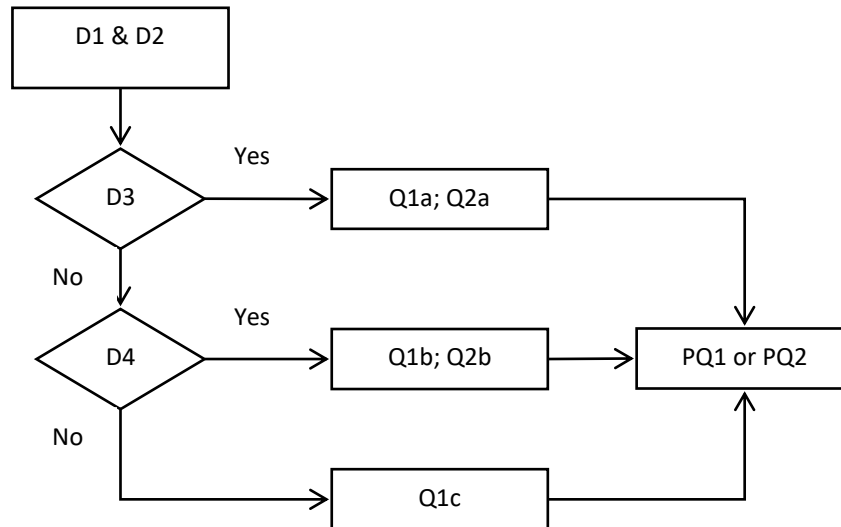 D1 & D2
Yes
D3
Q1a; Q2a
No
Yes
D4
Q1b; Q2b
PQ1 or PQ2
No
Q1c